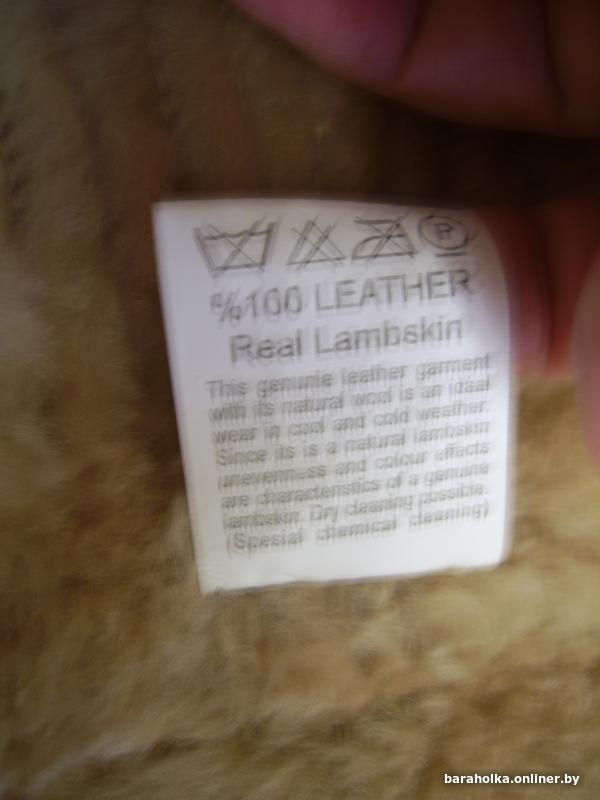 P
%100 LEATHER
Real Lambskin
This genunie leather garment
with its natural wool is an idaal
wear in cool and cold weather.
Since its is a natural lambskin
unevenness and colour effects
are characteristics of a genuine
lambskin. Dry cleaning possible.
(Spesial chemical cleaning)
baraholka.onliner.by